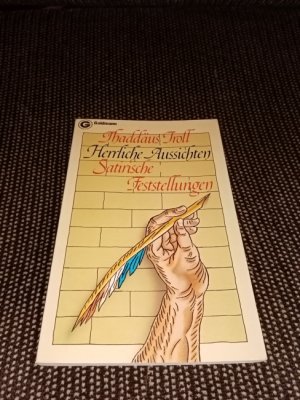 G Goldmann
Thaddäus Troll
Herrliche Aussichten
Satirische
Feststellungen